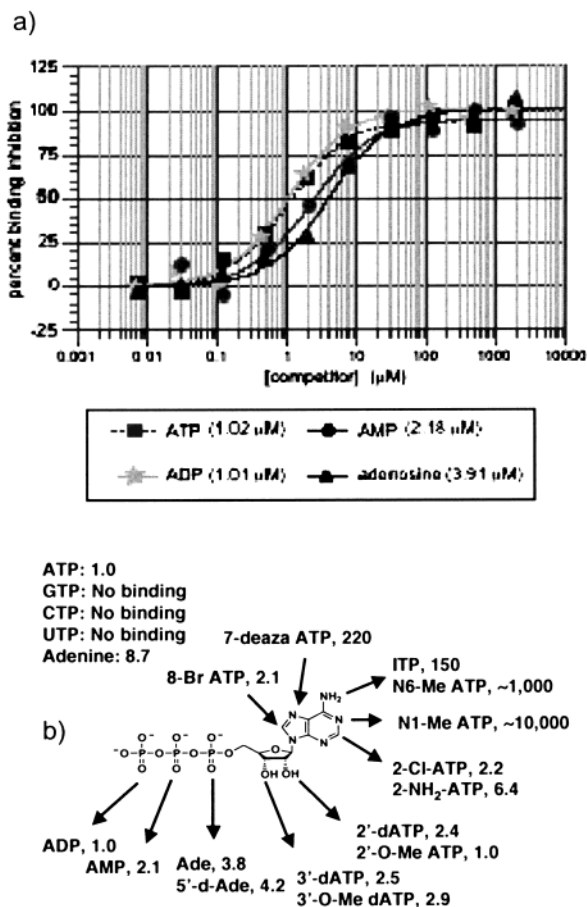 a)
125
100
75
50
25
0
-25
percent binding inhibition
0.001 0.01 0.1 1 10 100 1000 10000
[competitor] (µM)
ATP (1.02 µM) AMP (2.18 µM)
ADP (1.01 µM) adenosine (3.91 µM)
ATP: 1.0
GTP: No binding
CTP: No binding
UTP: No binding
Adenine: 8.7
7-deaza ATP, 220
8-Br ATP, 2.1
ITP, 150
N6-Me ATP, ~1,000
N1-Me ATP, ~10,000
2-Cl-ATP, 2.2
2-NH₂-ATP, 6.4
b)
NH₂
N N
N N
O⁻ O⁻ O⁻
⁻O-P-O-P-O-P-O O
O O O
OH OH
ADP, 1.0
AMP, 2.1
Ade, 3.8
5'-d-Ade, 4.2
3'-dATP, 2.5
3'-O-Me dATP, 2.9
2'-dATP, 2.4
2'-O-Me ATP, 1.0